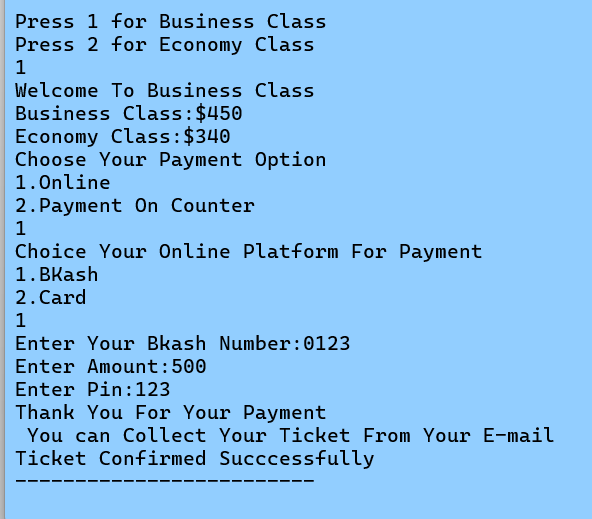 Press 1 for Business Class
Press 2 for Economy Class
1
Welcome To Business Class
Business Class:$450
Economy Class:$340
Choose Your Payment Option
1.Online
2.Payment On Counter
1
Choice Your Online Platform For Payment
1.BKash
2.Card
1
Enter Your Bkash Number:0123
Enter Amount:500
Enter Pin:123
Thank You For Your Payment
 You can Collect Your Ticket From Your E-mail
Ticket Confirmed Succcessfully
-------------------------